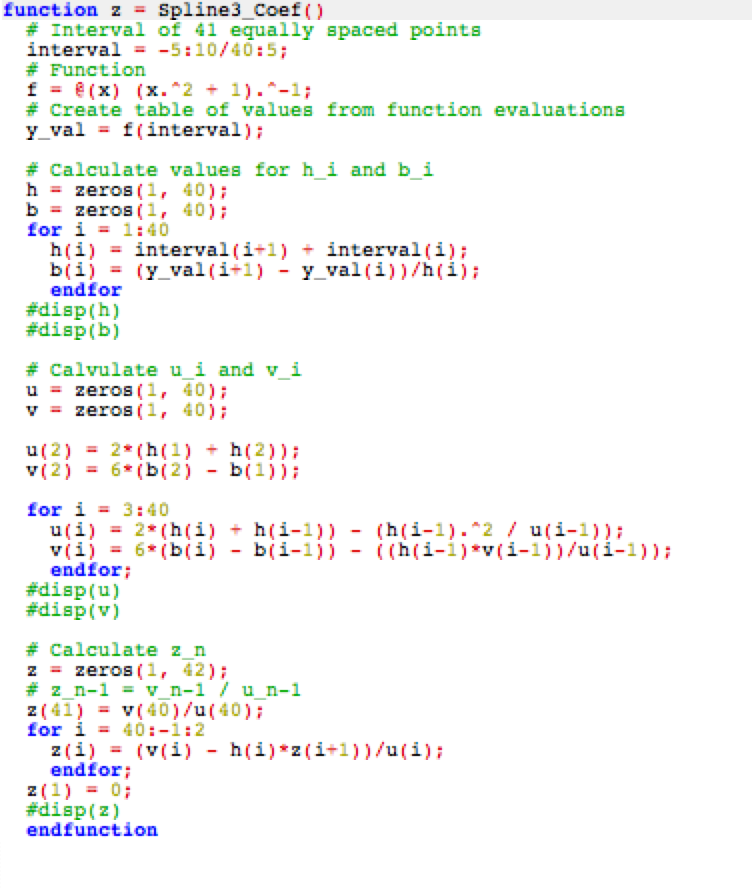 function z = Spline3_Coef()
# Interval of 41 equally spaced points
interval = -5:10/40:5;
# Function
f = @(x) (x.^2 + 1).^-1;
# Create table of values from function evaluations
y_val = f(interval);
# Calculate values for h_i and b_i
h = zeros(1, 40);
b = zeros(1, 40);
for i = 1:40
h(i) = interval(i+1) + interval(i);
b(i) = (y_val(i+1) - y_val(i))/h(i);
endfor
#disp(h)
#disp(b)
# Calvulate u_i and v_i
u = zeros(1, 40);
v = zeros(1, 40);
u(2) = 2*(h(1) + h(2));
v(2) = 6*(b(2) - b(1));
for i = 3:40
u(i) = 2*(h(i) + h(i-1)) - (h(i-1).^2 / u(i-1));
v(i) = 6*(b(i) - b(i-1)) - ((h(i-1)*v(i-1))/u(i-1));
endfor;
#disp(u)
#disp(v)
# Calculate z_n
z = zeros(1, 42);
# z_n-1 = v_n-1 / u_n-1
z(41) = v(40)/u(40);
for i = 40:-1:2
z(i) = (v(i) - h(i)*z(i+1))/u(i);
endfor;
z(1) = 0;
#disp(z)
endfunction